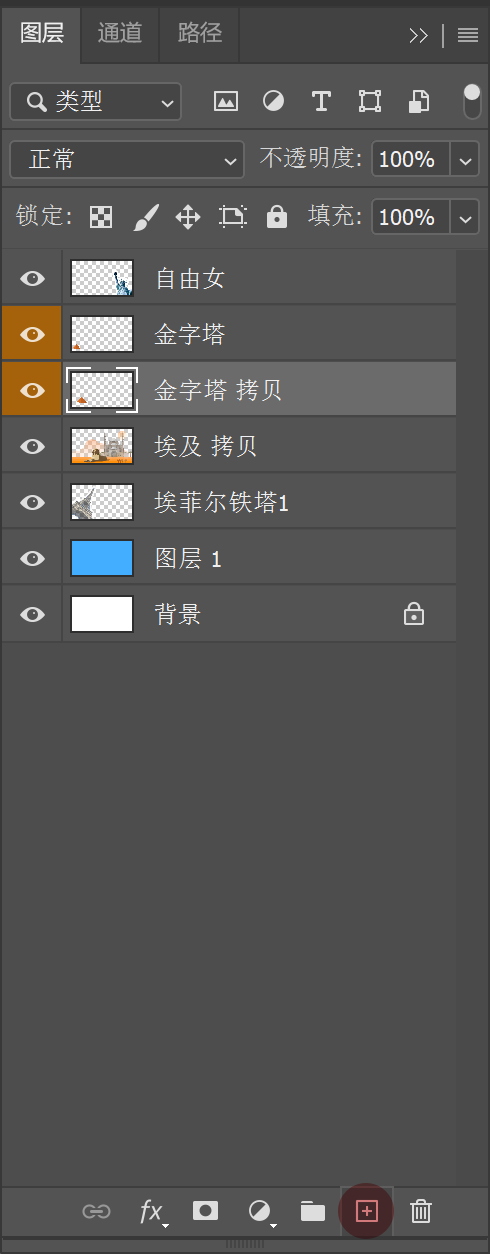 图层 通道 路径
类型
正常 不透明度: 100%
锁定: 填充: 100%
自由女
金字塔
金字塔 拷贝
埃及 拷贝
埃菲尔铁塔1
图层 1
背景
fx